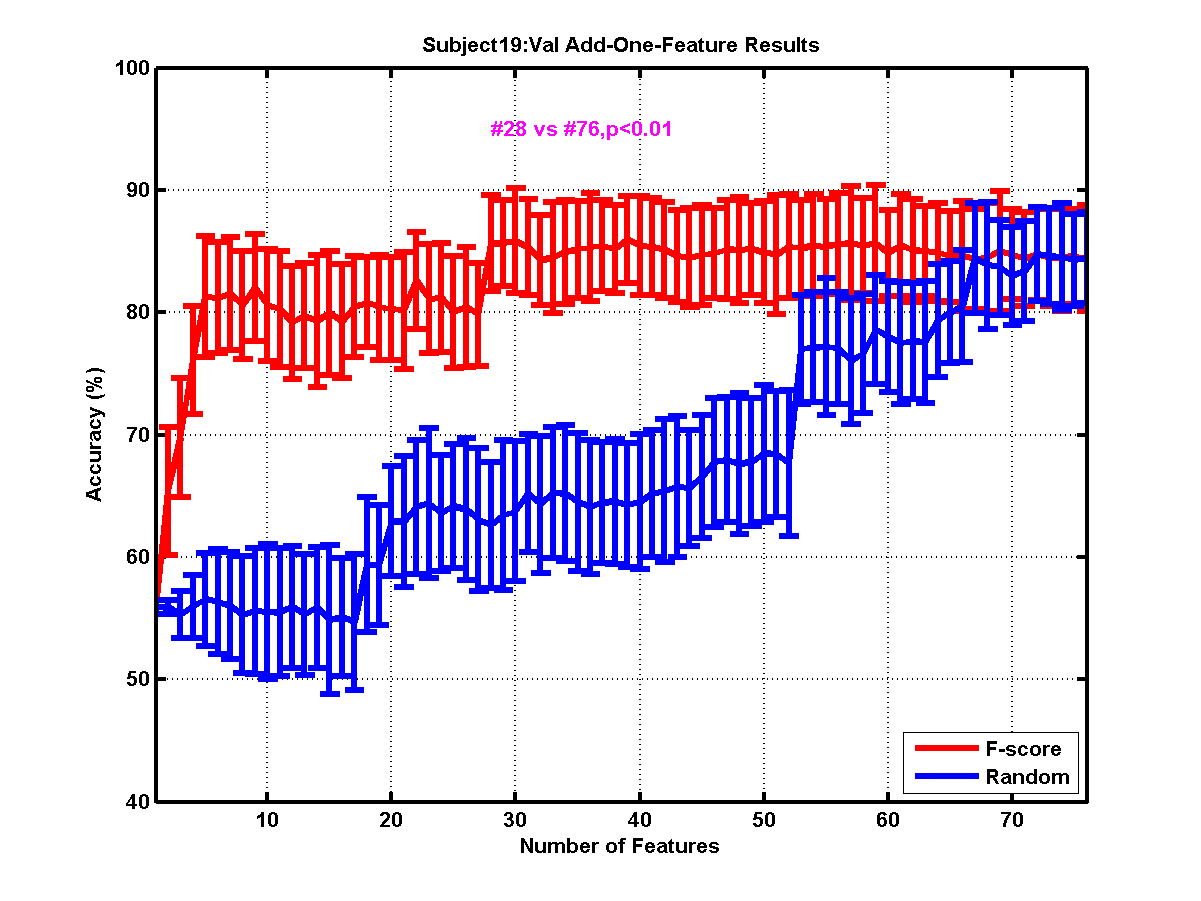 Subject19:Val Add-One-Feature Results
100
90
80
70
60
50
40
Accuracy (%)
#28 vs #76,p<0.01
F-score
Random
10 20 30 40 50 60 70
Number of Features